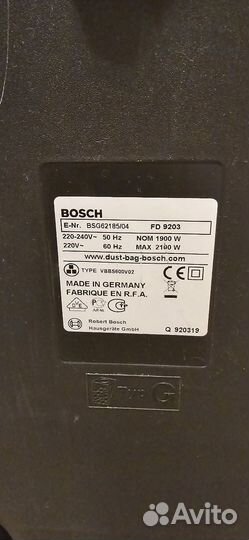 BOSCH
E-Nr. BSG62185/04 FD 9203
220-240V~ 50 Hz NOM 1900 W
220V~ 60 Hz MAX 2190 W
www.dust-bag-bosch.com
TYPE VBBS600V02
MADE IN GERMANY
FABRIQUE EN R.F.A.
Robert Bosch
Hausgeräte GmbH Q 920319
Typ G
Avito